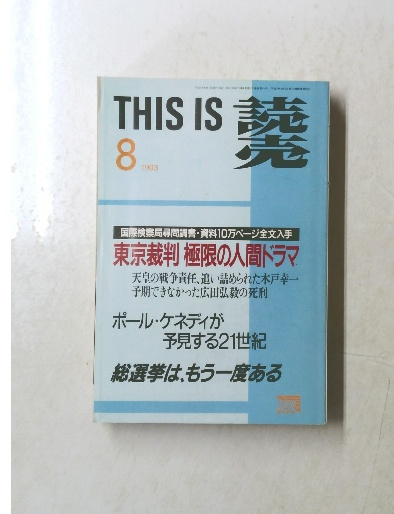 THIS IS 読売
8 1993
国際検察局尋問調書・資料10万ページ全文入手
東京裁判 極限の人間ドラマ
天皇の戦争責任、追い詰められた木戸幸一
予期できなかった広田弘毅の死刑
ポール・ケネディが
予見する21世紀
総選挙は、もう一度ある